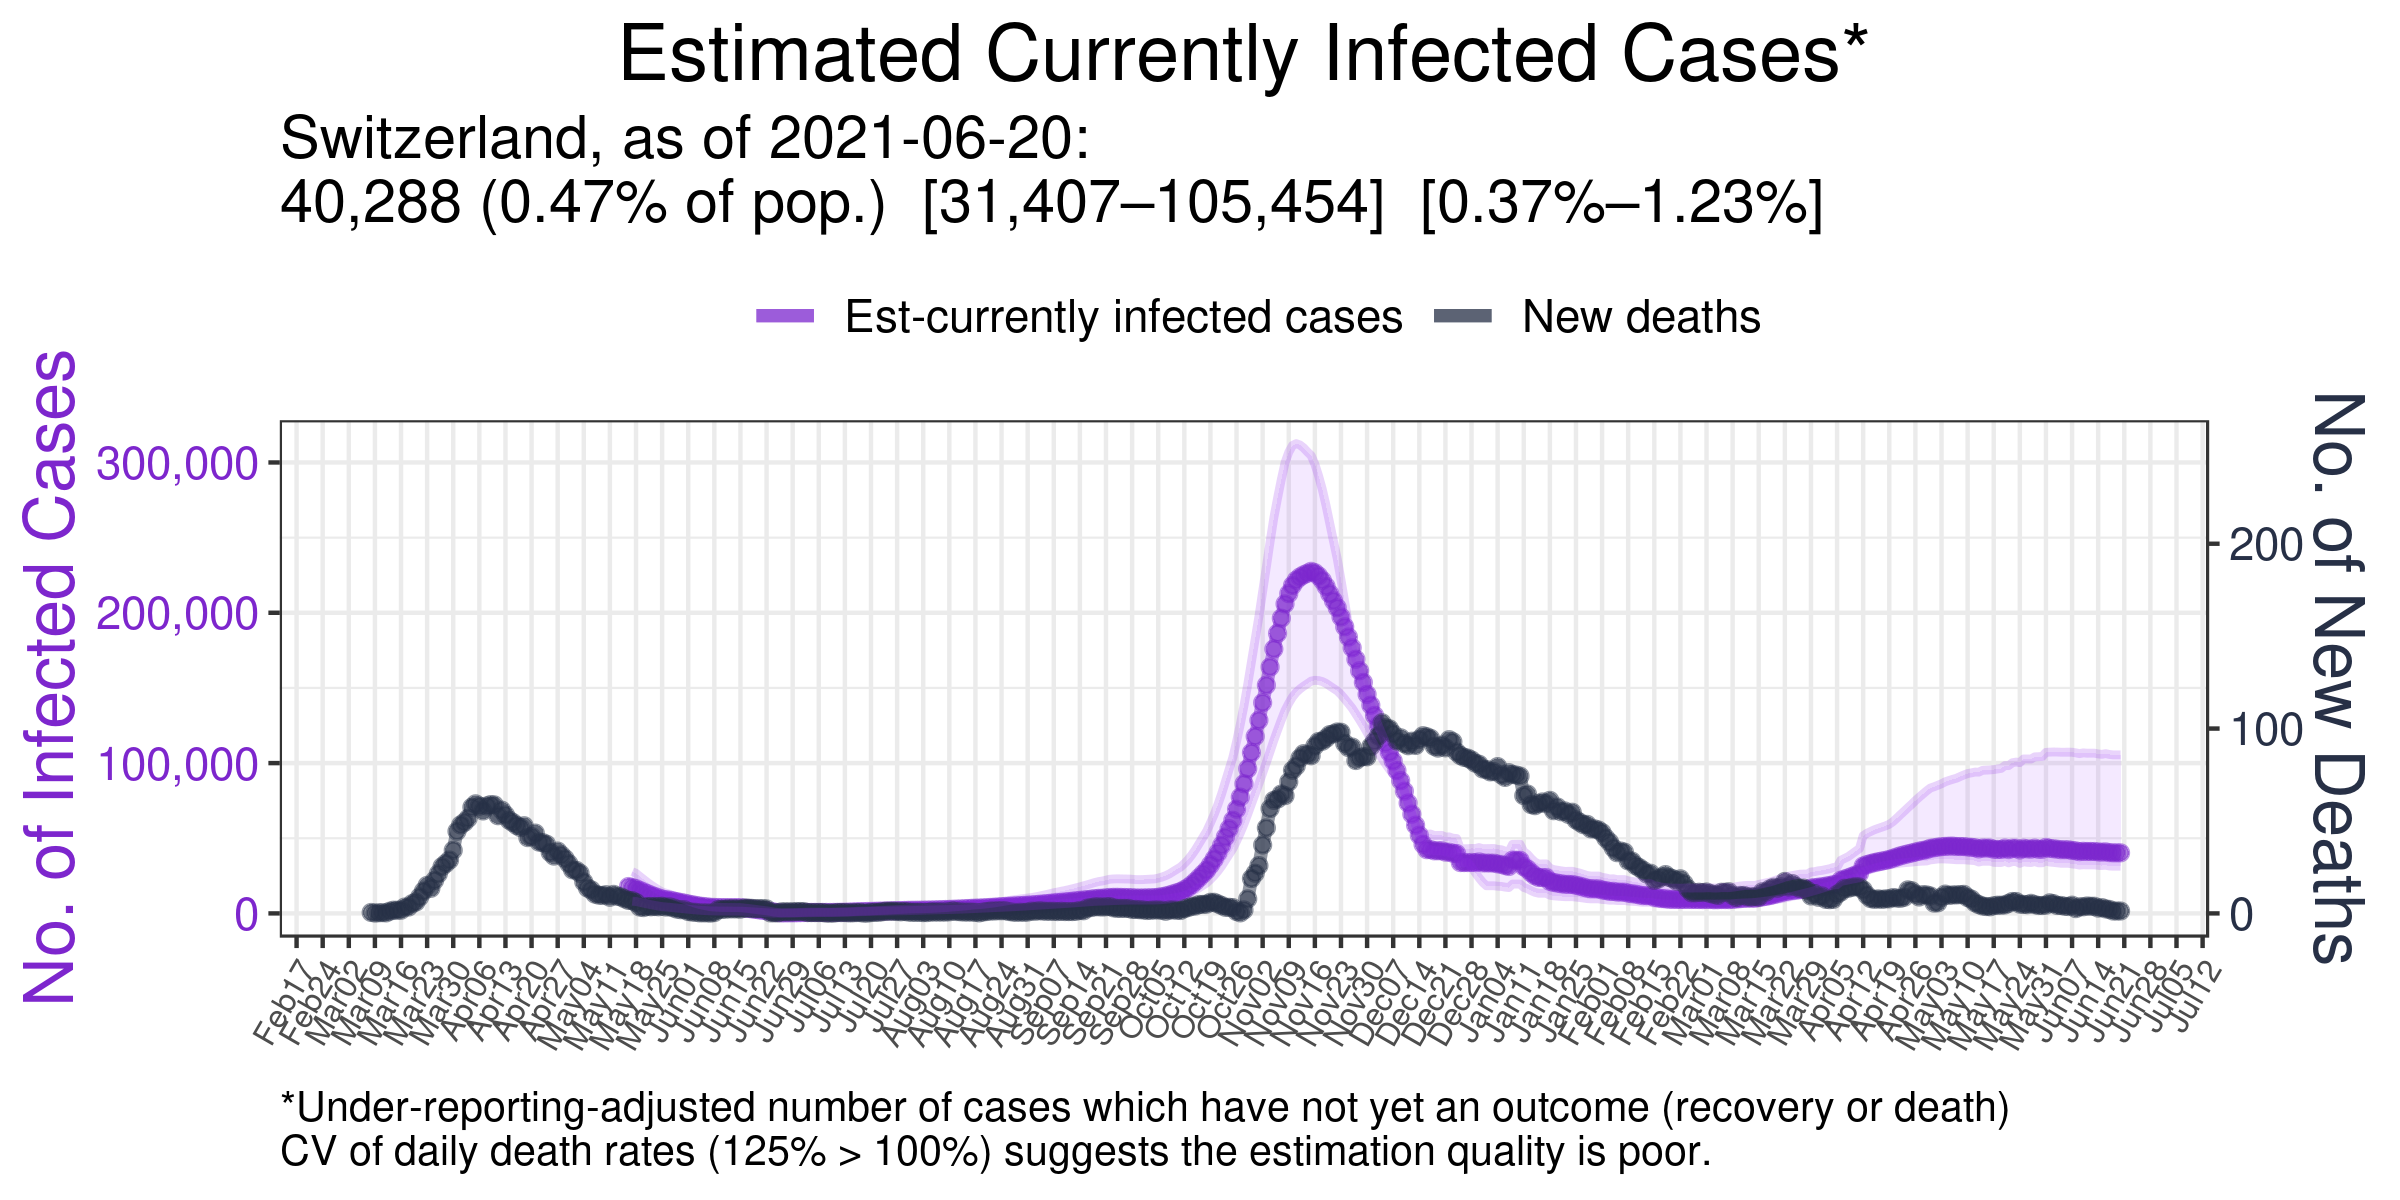 Estimated Currently Infected Cases*
Switzerland, as of 2021-06-20:
40,288 (0.47% of pop.) [31,407–105,454] [0.37%–1.23%]
Est-currently infected cases
New deaths
No. of Infected Cases
300,000
200,000
100,000
0
No. of New Deaths
200
100
0
Feb17
Feb24
Mar02
Mar09
Mar16
Mar23
Mar30
Apr06
Apr13
Apr20
Apr27
May04
May11
May18
May25
Jun01
Jun08
Jun15
Jun22
Jun29
Jul06
Jul13
Jul20
Jul27
Aug03
Aug10
Aug17
Aug24
Aug31
Sep07
Sep14
Sep21
Sep28
Oct05
Oct12
Oct19
Oct26
Nov02
Nov09
Nov16
Nov23
Nov30
Dec07
Dec14
Dec21
Dec28
Jan04
Jan11
Jan18
Jan25
Feb01
Feb08
Feb15
Feb22
Mar01
Mar08
Mar15
Mar22
Mar29
Apr05
Apr12
Apr19
Apr26
May03
May10
May17
May24
May31
Jun07
Jun14
Jun21
Jun28
Jul05
Jul12
*Under-reporting-adjusted number of cases which have not yet an outcome (recovery or death)
CV of daily death rates (125% > 100%) suggests the estimation quality is poor.